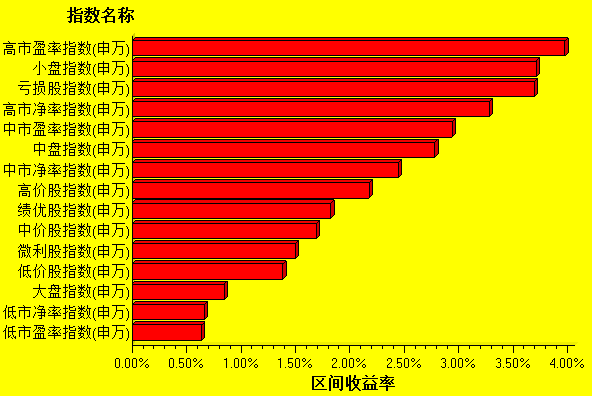 指数名称
高市盈率指数(申万)
小盘指数(申万)
亏损股指数(申万)
高市净率指数(申万)
中市盈率指数(申万)
中盘指数(申万)
中市净率指数(申万)
高价股指数(申万)
绩优股指数(申万)
中价股指数(申万)
微利股指数(申万)
低价股指数(申万)
大盘指数(申万)
低市净率指数(申万)
低市盈率指数(申万)
0.00% 0.50% 1.00% 1.50% 2.00% 2.50% 3.00% 3.50% 4.00%
区间收益率